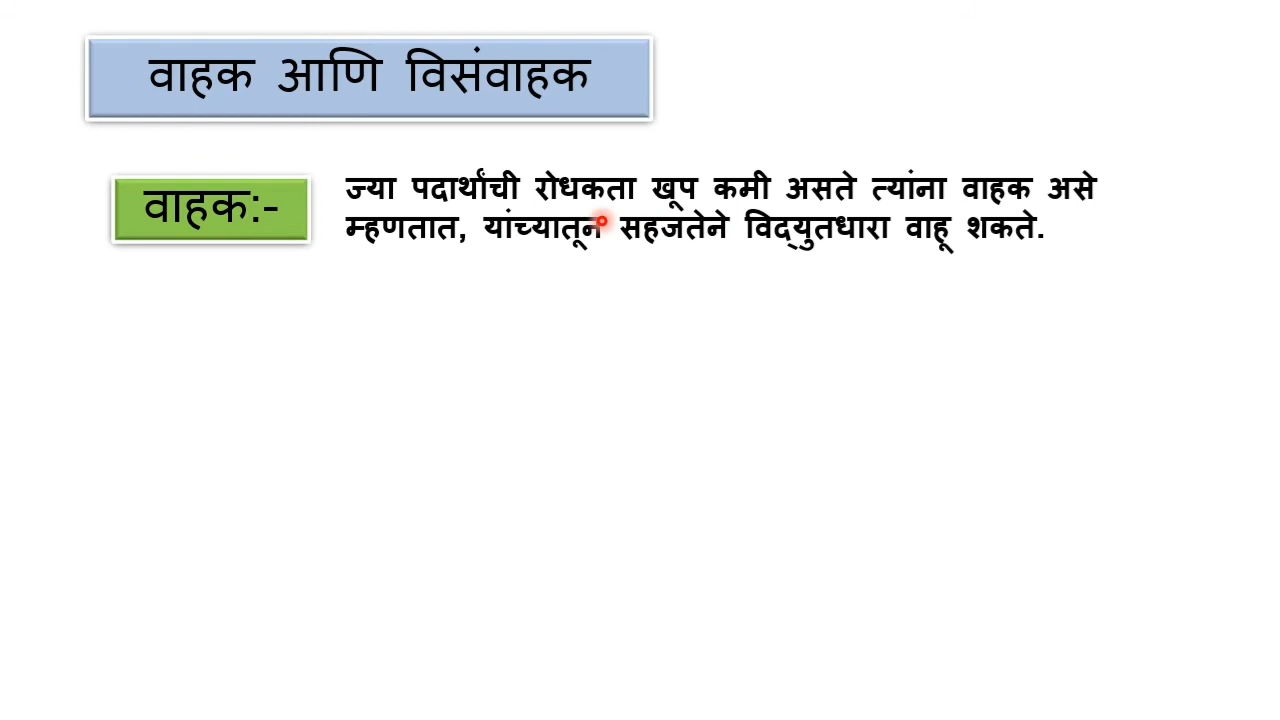 वाहक आणि विसंवाहक
वाहक:-
ज्या पदार्थांची रोधकता खूप कमी असते त्यांना वाहक असे
म्हणतात, यांच्यातून सहजतेने विद्‌युतधारा वाहू शकते.